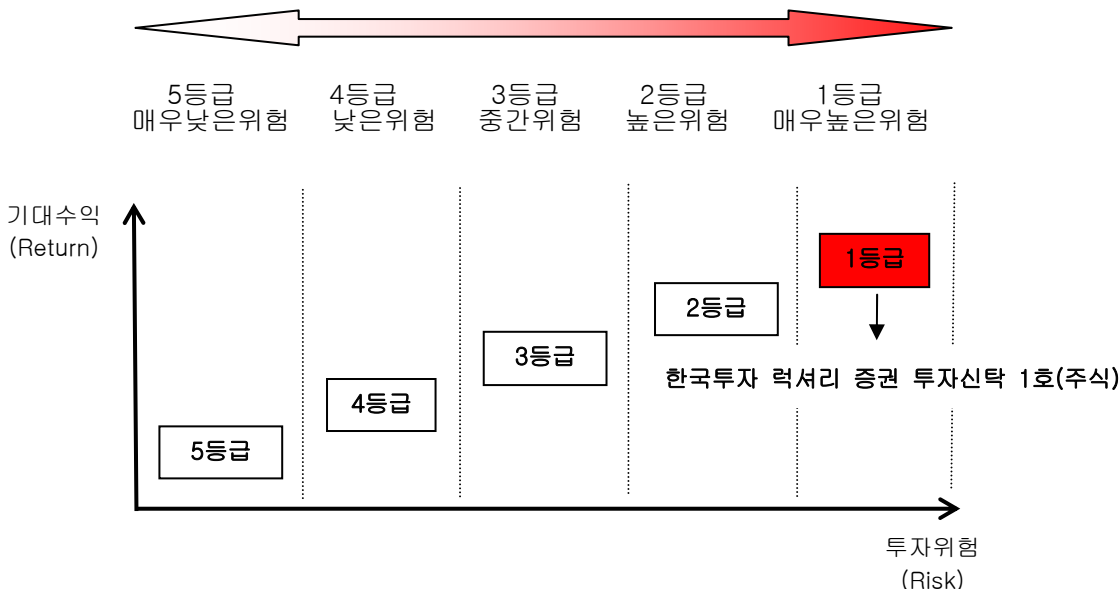 5등급 4등급 3등급 2등급 1등급
매우낮은위험 낮은위험 중간위험 높은위험 매우높은위험
기대수익
(Return)
1등급
2등급
3등급
한국투자 럭셔리 증권 투자신탁 1호(주식)
4등급
5등급
투자위험
(Risk)